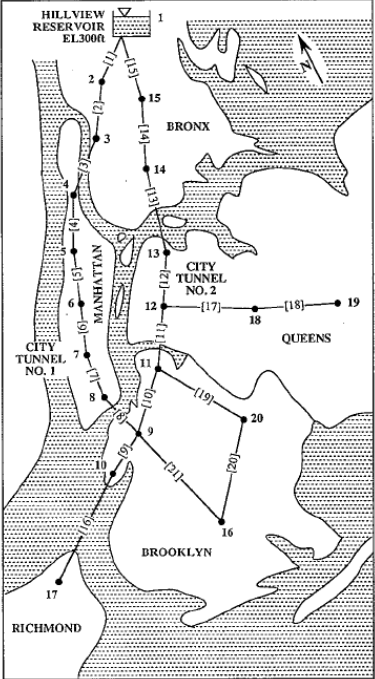 HILLVIEW
RESERVOIR
EL300ft
1
[1]
[15]
2
15
[2]
BRONX
3
[14]
[3]
14
4
[13]
[4]
5
13
CITY
TUNNEL
NO. 2
[12]
[5]
MANHATTAN
6
12
[17]
18
[18]
19
[6]
[11]
QUEENS
CITY
TUNNEL
NO. 1
7
11
[7]
8
[10]
[19]
[8]
20
9
[9]
10
[21]
[20]
[16]
16
BROOKLYN
17
RICHMOND
N